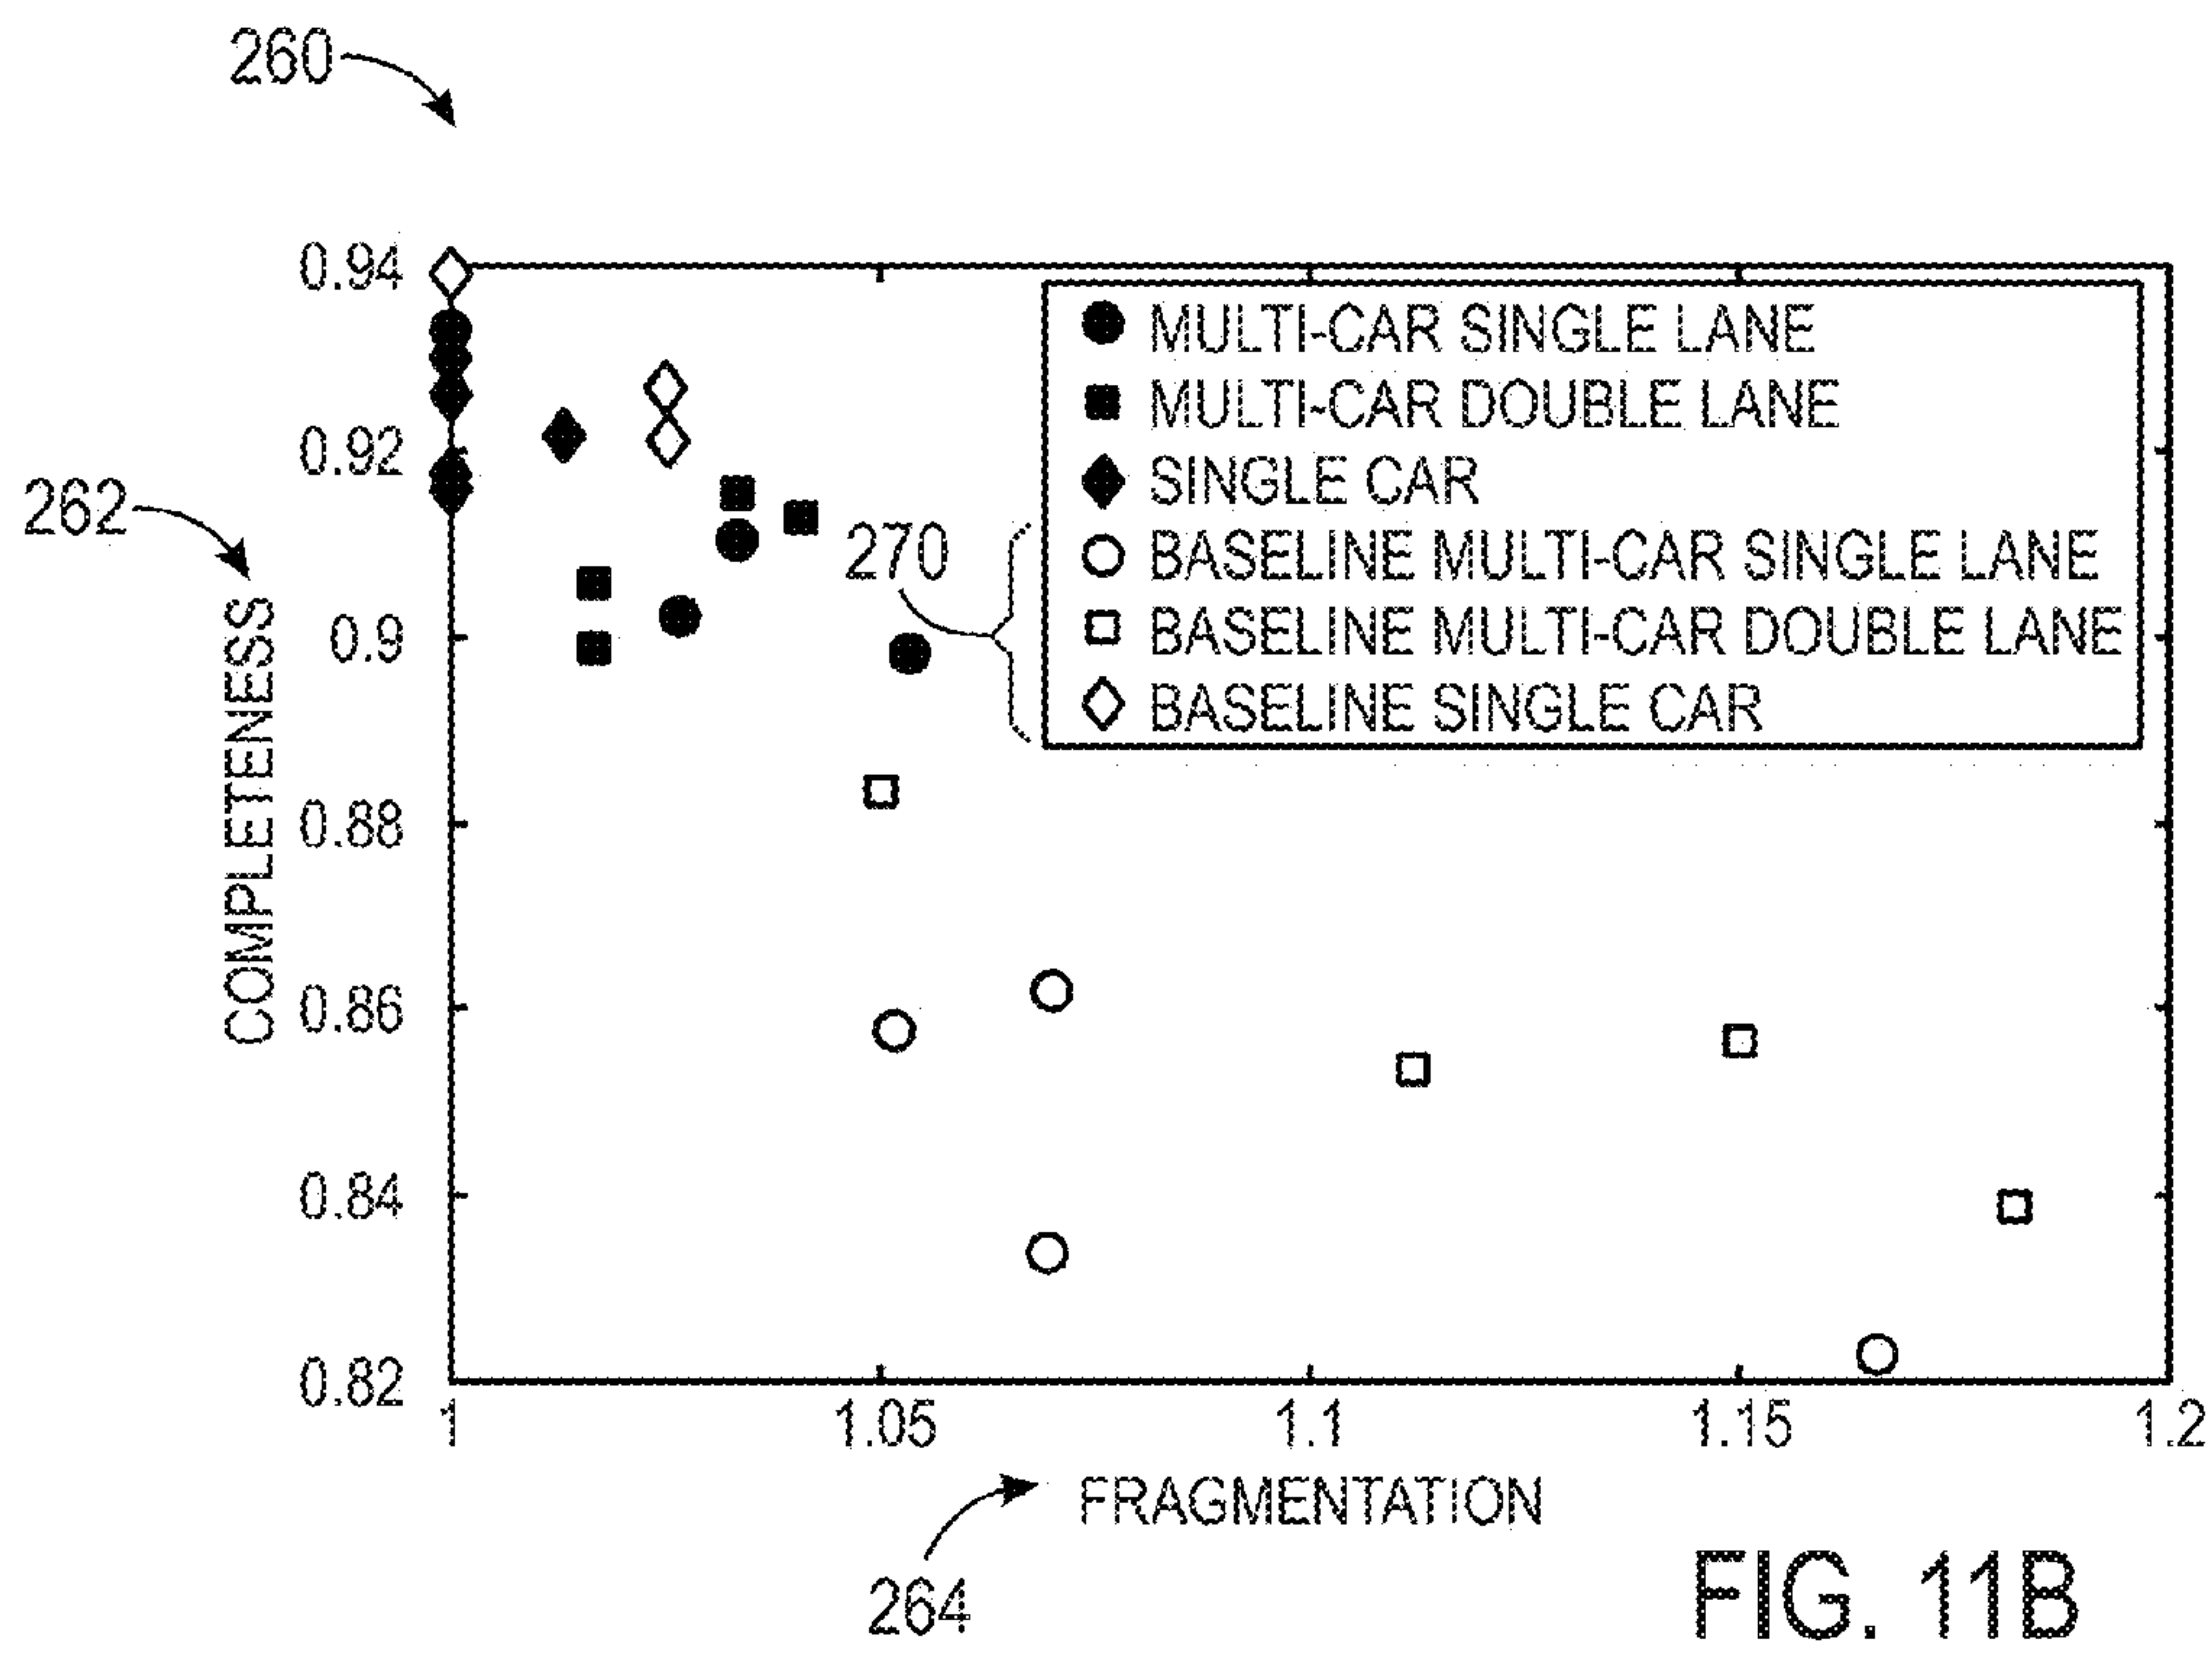 260
0.94
0.92
0.9
0.88
0.86
0.84
0.82
262
COMPLETENESS
MULTI-CAR SINGLE LANE
MULTI-CAR DOUBLE LANE
SINGLE CAR
BASELINE MULTI-CAR SINGLE LANE
BASELINE MULTI-CAR DOUBLE LANE
BASELINE SINGLE CAR
270
1 1.05 1.1 1.15 1.2
FRAGMENTATION
264
FIG. 11B